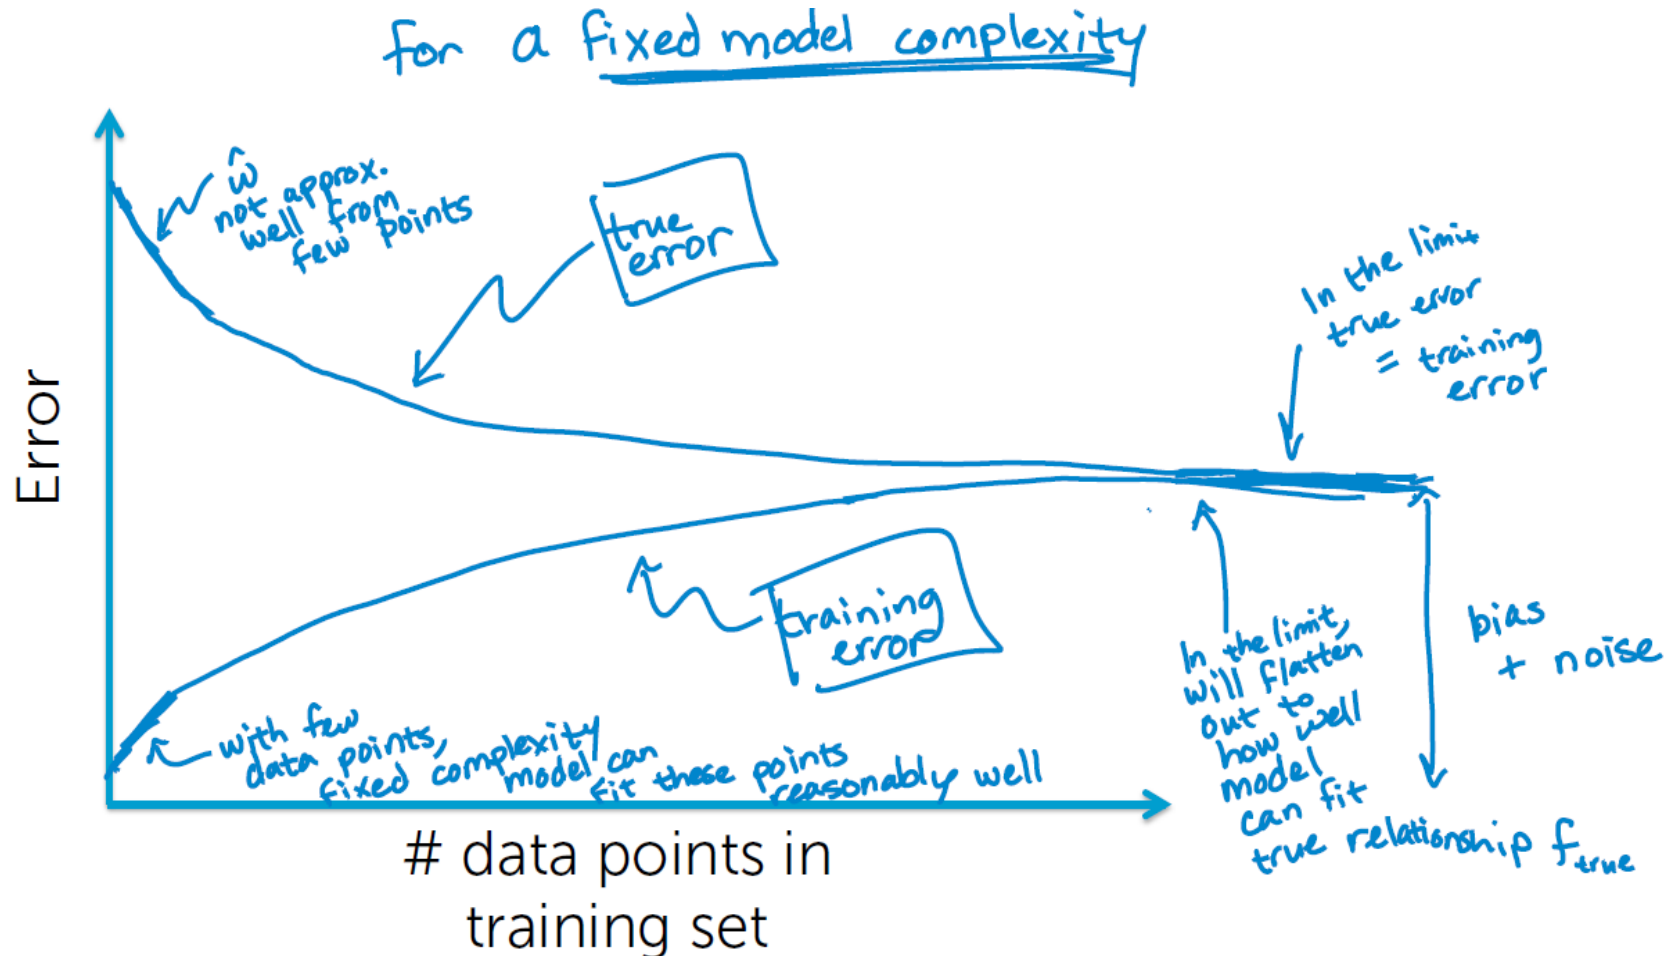 for a fixed model complexity
ŵ
not approx.
well from
few points
true
error
In the limit
true error
= training
error
Error
training
error
with few
data points,
fixed complexity
model can
fit these points
reasonably well
In the limit,
will flatten
out to
how well
model
can fit
true relationship f_true
bias
+ noise
# data points in
training set